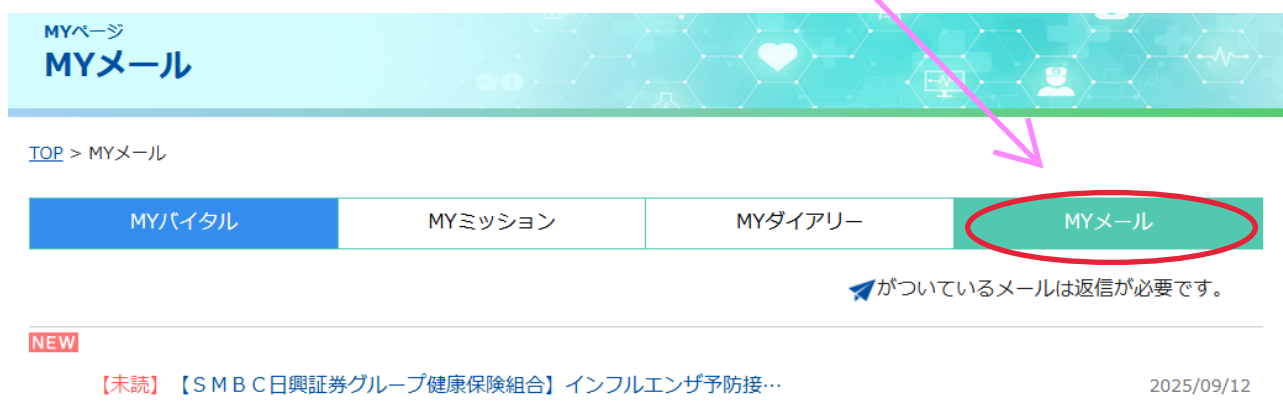 MYページ
MYメール
TOP > MYメール
MYバイタル MYミッション MYダイアリー MYメール
がついているメールは返信が必要です。
NEW
【未読】【ＳＭＢＣ日興証券グループ健康保険組合】インフルエンザ予防接… 2025/09/12